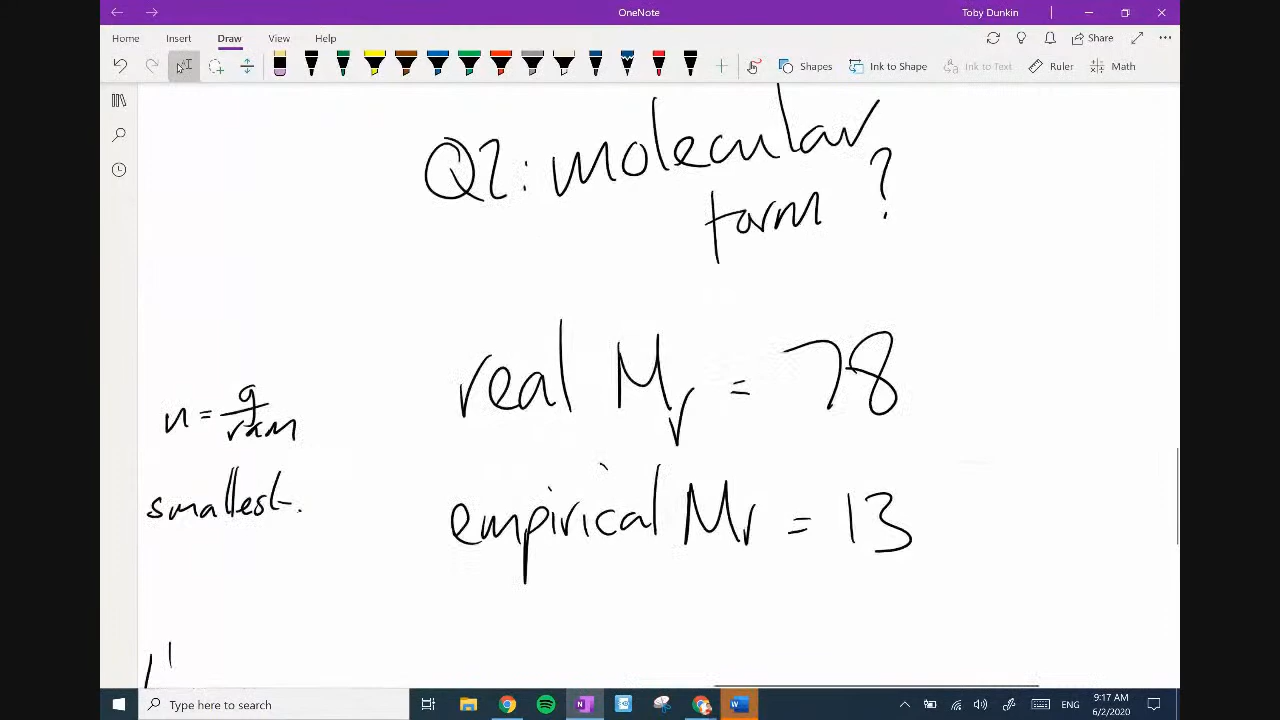 OneNote
Toby Dunkin
Home Insert Draw View Help
Share
Shapes Ink to Shape Ink to Text Ruler Math
Q2: molecular
form ?
real Mr = 78
n = g
ram
smallest.
empirical Mr = 13
Type here to search
ENG
9:17 AM
6/2/2020